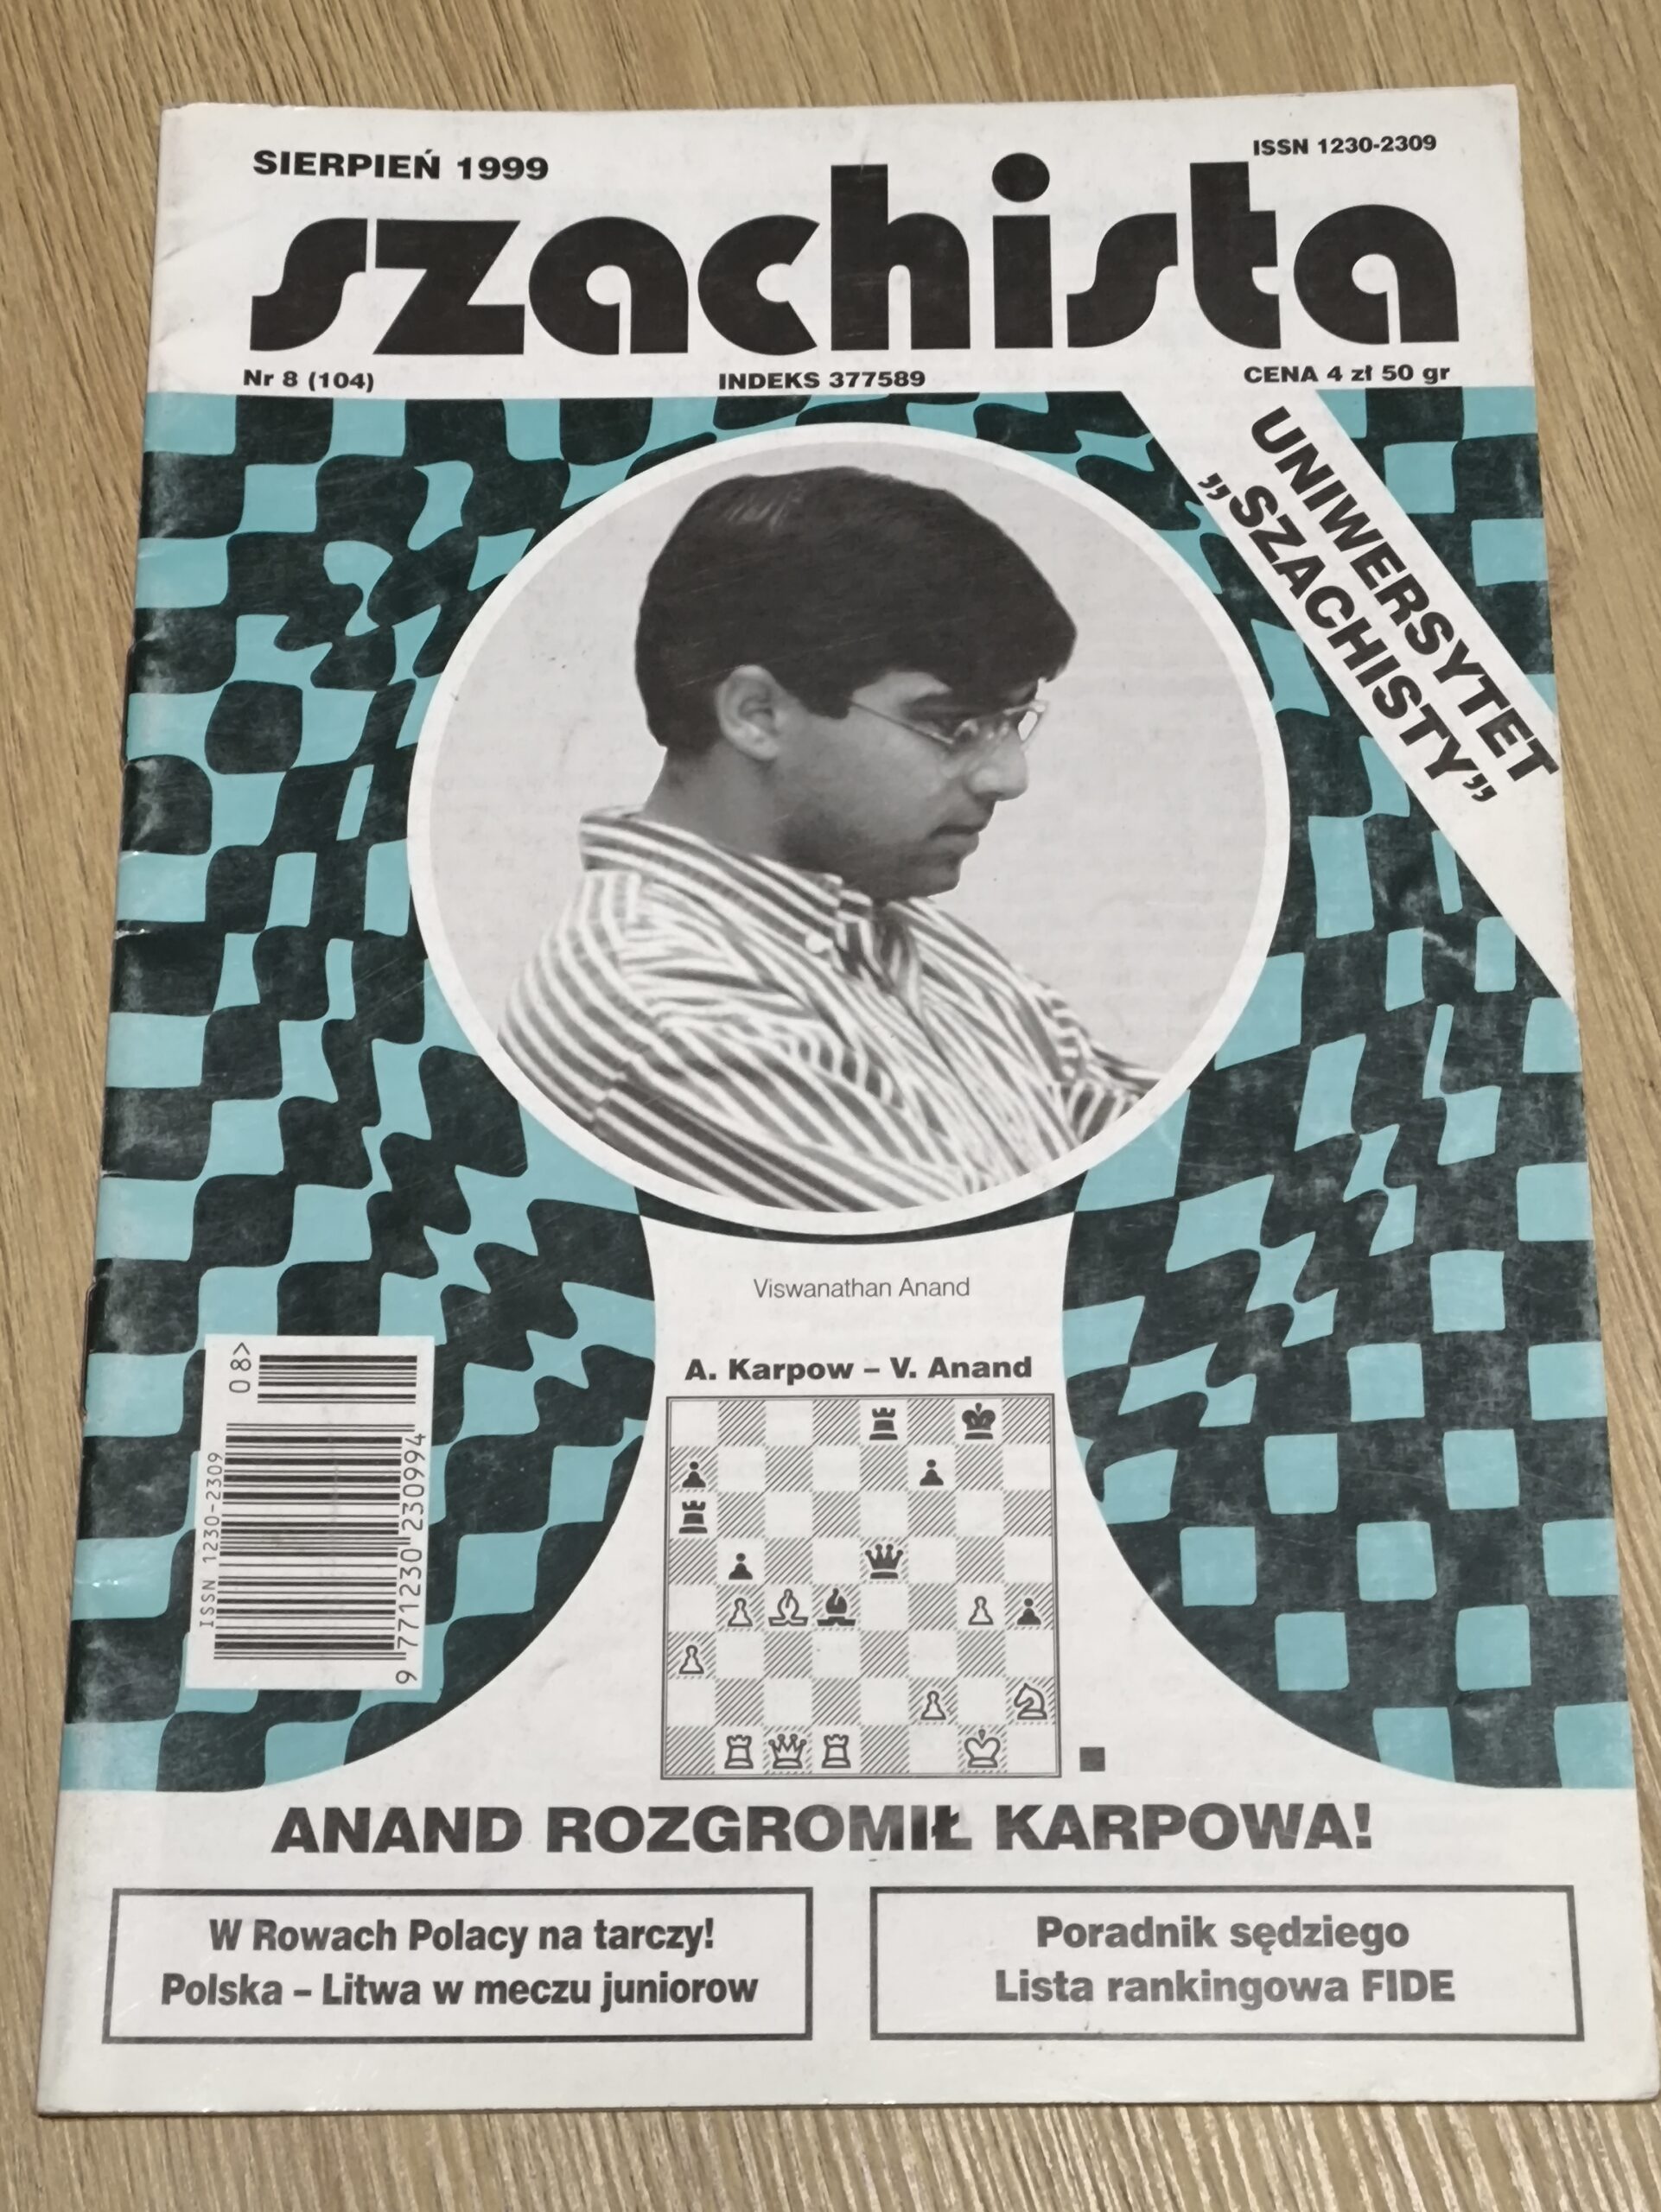 SIERPIEŃ 1999
ISSN 1230-2309
szachista
Nr 8 (104)
INDEKS 377589
CENA 4 zł 50 gr
UNIWERSYTET
„SZACHISTY”
Viswanathan Anand
A. Karpow – V. Anand
08>
ISSN 1230-2309
9 771230 230994
ANAND ROZGROMIŁ KARPOWA!
W Rowach Polacy na tarczy!
Polska – Litwa w meczu juniorow
Poradnik sędziego
Lista rankingowa FIDE